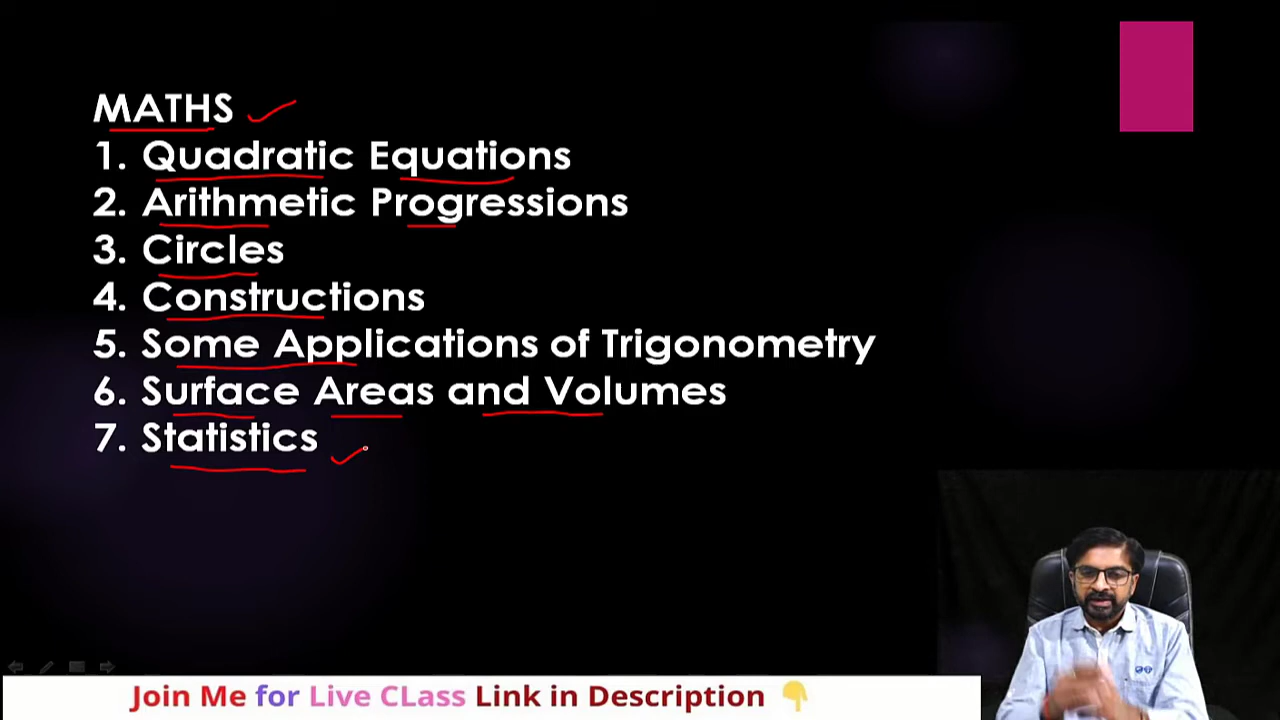 MATHS
1. Quadratic Equations
2. Arithmetic Progressions
3. Circles
4. Constructions
5. Some Applications of Trigonometry
6. Surface Areas and Volumes
7. Statistics
Join Me for Live CLass Link in Description 👇